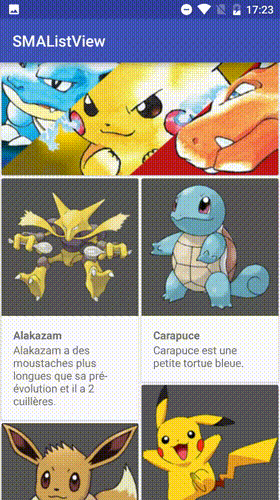 17:23
SMAListView
Alakazam
Alakazam a des
moustaches plus
longues que sa pré-
évolution et il a 2
cuillères.
Carapuce
Carapuce est une
petite tortue bleue.